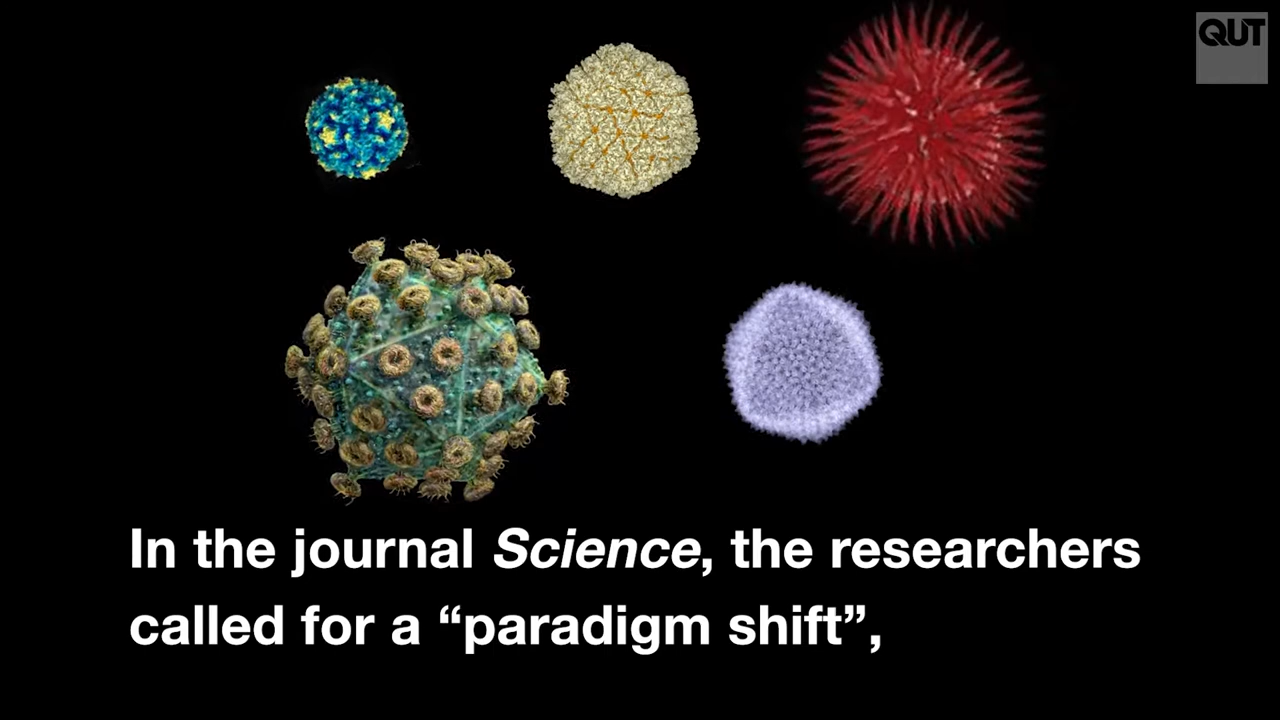 QUT
In the journal Science, the researchers
called for a “paradigm shift”,